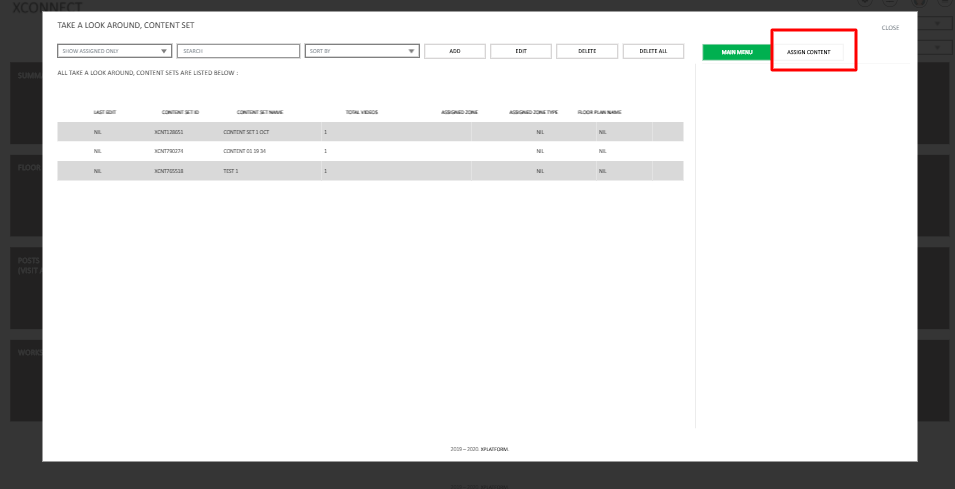 XCONNECT
TAKE A LOOK AROUND, CONTENT SET
CLOSE
SHOW ASSIGNED ONLY SEARCH SORT BY ADD EDIT DELETE DELETE ALL MAIN MENU ASSIGN CONTENT
ALL TAKE A LOOK AROUND, CONTENT SETS ARE LISTED BELOW :
LAST EDIT CONTENT SET ID CONTENT SET NAME TOTAL VIDEOS ASSIGNED ZONE ASSIGNED ZONE TYPE FLOOR PLAN NAME
NIL XCNT128651 CONTENT SET 1 OCT 1 NIL NIL
NIL XCNT790274 CONTENT 01 19 34 1 NIL NIL
NIL XCNT765538 TEST 1 1 NIL NIL
FLOOR
POSTS
(VISIT
2019 – 2020. XPLATFORM.